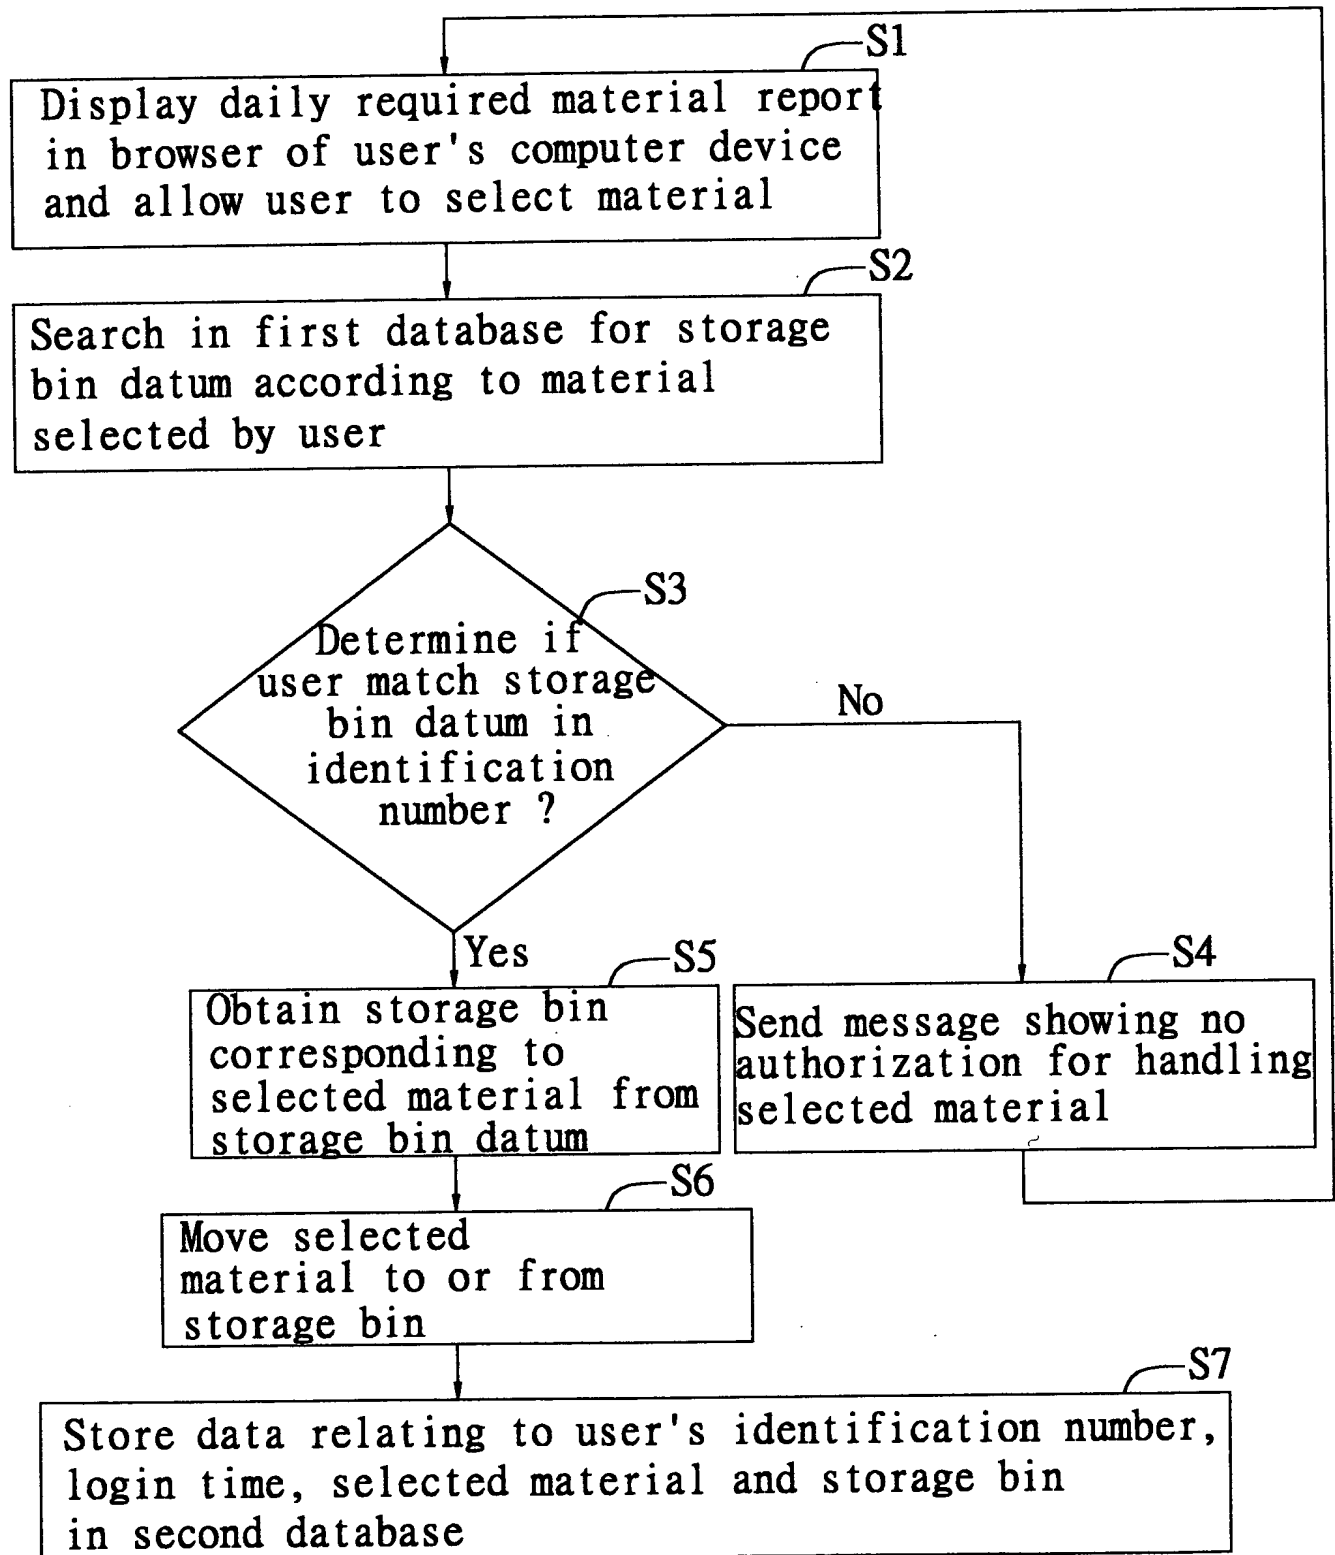 S1
Display daily required material report
in browser of user's computer device
and allow user to select material
S2
Search in first database for storage
bin datum according to material
selected by user
S3
Determine if
user match storage
bin datum in
identification
number ?
No
Yes
S5
Obtain storage bin
corresponding to
selected material from
storage bin datum
S4
Send message showing no
authorization for handling
selected material
S6
Move selected
material to or from
storage bin
S7
Store data relating to user's identification number,
login time, selected material and storage bin
in second database